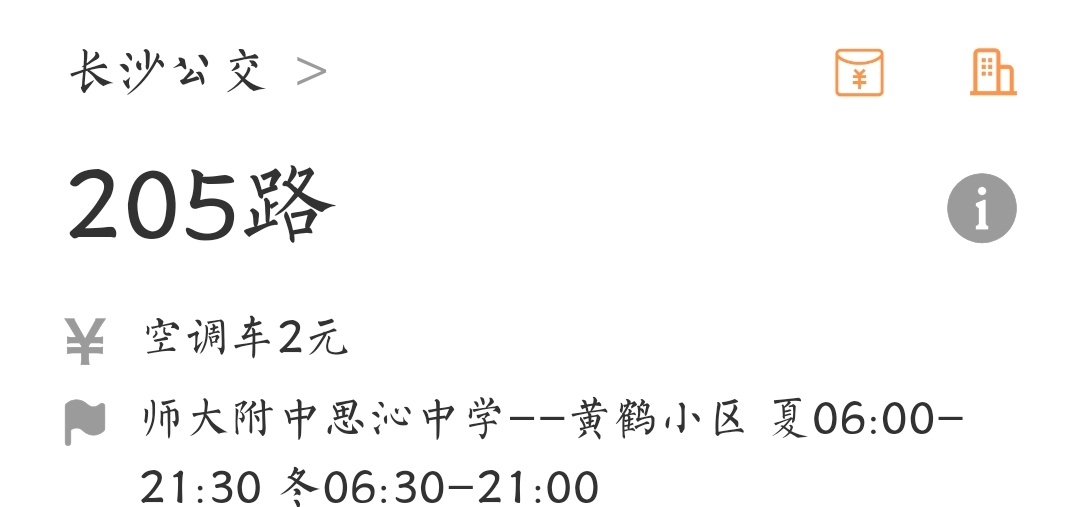 长沙公交 >
¥
205路
i
¥ 空调车2元
师大附中思沁中学--黄鹤小区 夏06:00-
21:30 冬06:30-21:00